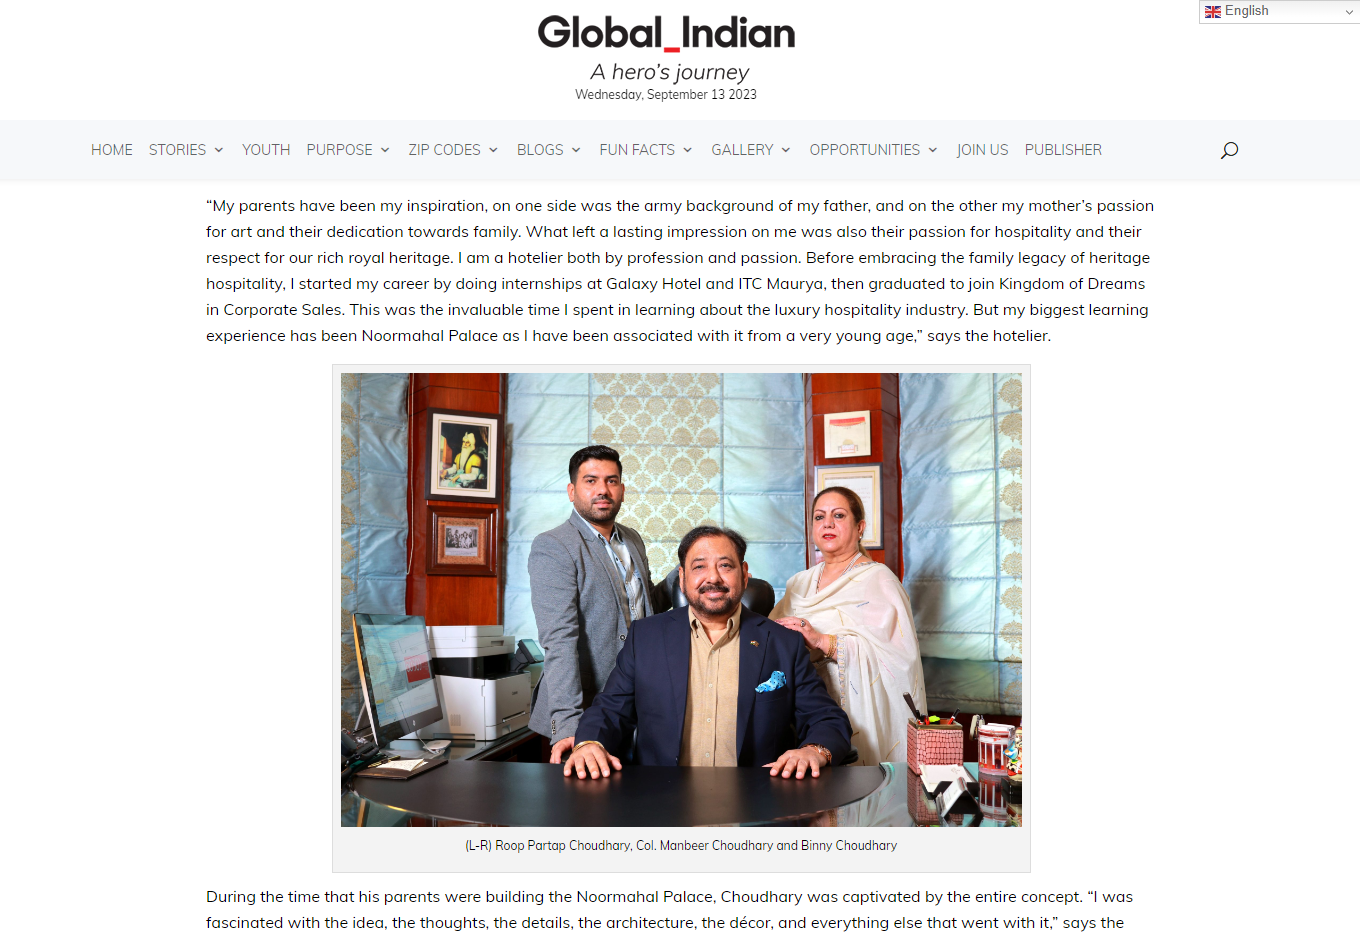 English
Global_Indian
A hero's journey
Wednesday, September 13 2023
HOME STORIES YOUTH PURPOSE ZIP CODES BLOGS FUN FACTS GALLERY OPPORTUNITIES JOIN US PUBLISHER
“My parents have been my inspiration, on one side was the army background of my father, and on the other my mother’s passion
for art and their dedication towards family. What left a lasting impression on me was also their passion for hospitality and their
respect for our rich royal heritage. I am a hotelier both by profession and passion. Before embracing the family legacy of heritage
hospitality, I started my career by doing internships at Galaxy Hotel and ITC Maurya, then graduated to join Kingdom of Dreams
in Corporate Sales. This was the invaluable time I spent in learning about the luxury hospitality industry. But my biggest learning
experience has been Noormahal Palace as I have been associated with it from a very young age,” says the hotelier.
(L-R) Roop Partap Choudhary, Col. Manbeer Choudhary and Binny Choudhary
During the time that his parents were building the Noormahal Palace, Choudhary was captivated by the entire concept. “I was
fascinated with the idea, the thoughts, the details, the architecture, the décor, and everything else that went with it,” says the